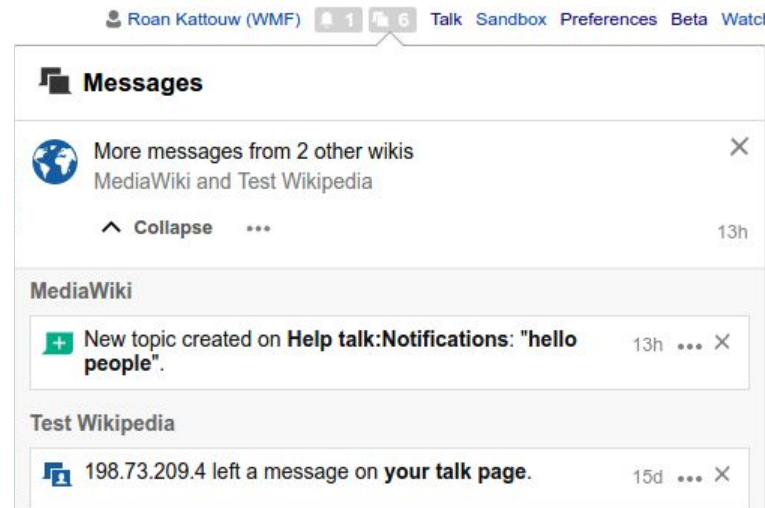 Roan Kattouw (WMF) 1 6 Talk Sandbox Preferences Beta Watch
Messages
More messages from 2 other wikis
MediaWiki and Test Wikipedia
Collapse ••• 13h
MediaWiki
New topic created on Help talk:Notifications: "hello 13h •••
people".
Test Wikipedia
198.73.209.4 left a message on your talk page. 15d •••